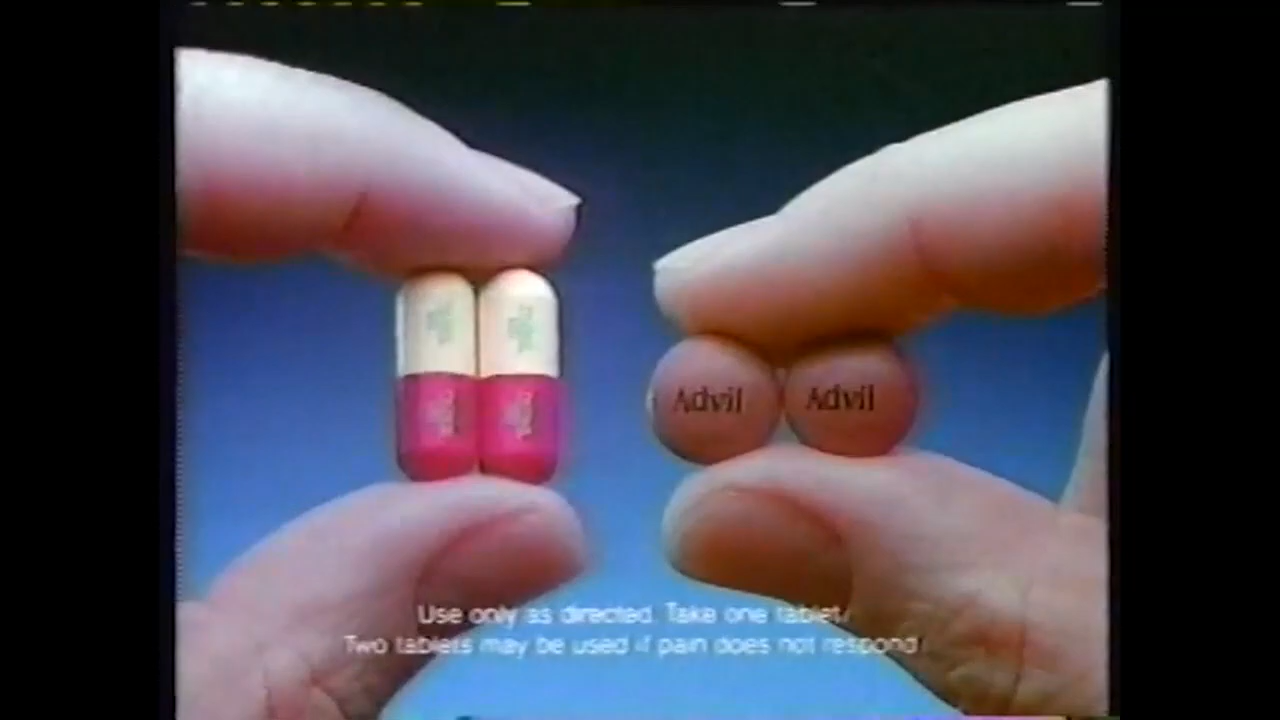 Advil Advil
Use only as directed. Take one tablet.
Two tablets may be used if pain does not respond.